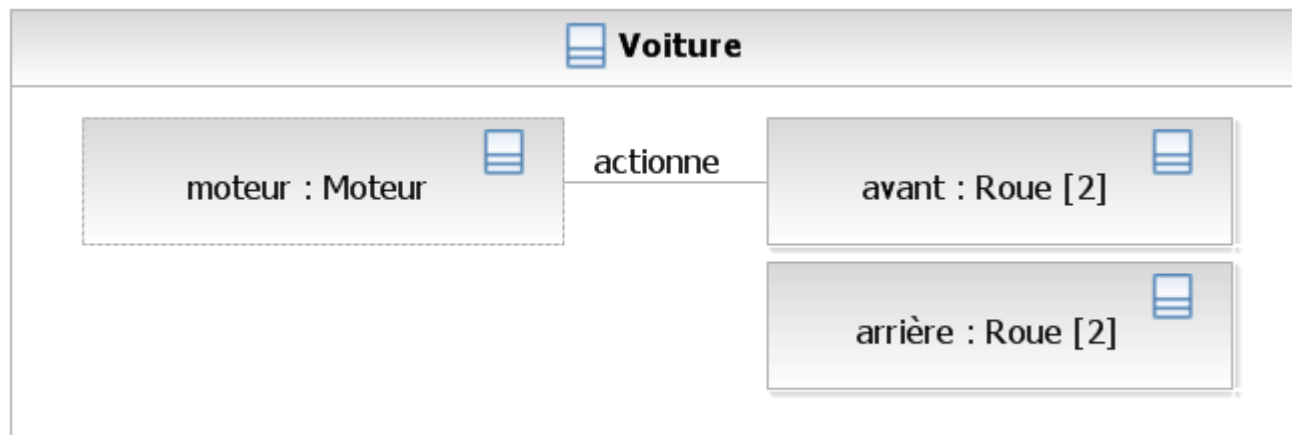 Voiture
moteur : Moteur
actionne
avant : Roue [2]
arrière : Roue [2]